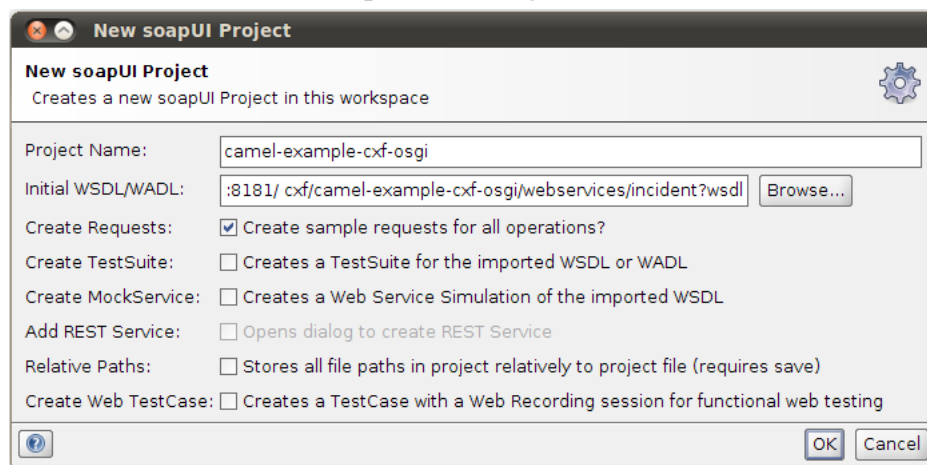 New soapUI Project
New soapUI Project
Creates a new soapUI Project in this workspace
Project Name: camel-example-cxf-osgi
Initial WSDL/WADL: :8181/ cxf/camel-example-cxf-osgi/webservices/incident?wsdl Browse...
Create Requests: Create sample requests for all operations?
Create TestSuite: Creates a TestSuite for the imported WSDL or WADL
Create MockService: Creates a Web Service Simulation of the imported WSDL
Add REST Service: Opens dialog to create REST Service
Relative Paths: Stores all file paths in project relatively to project file (requires save)
Create Web TestCase: Creates a TestCase with a Web Recording session for functional web testing
? OK Cancel